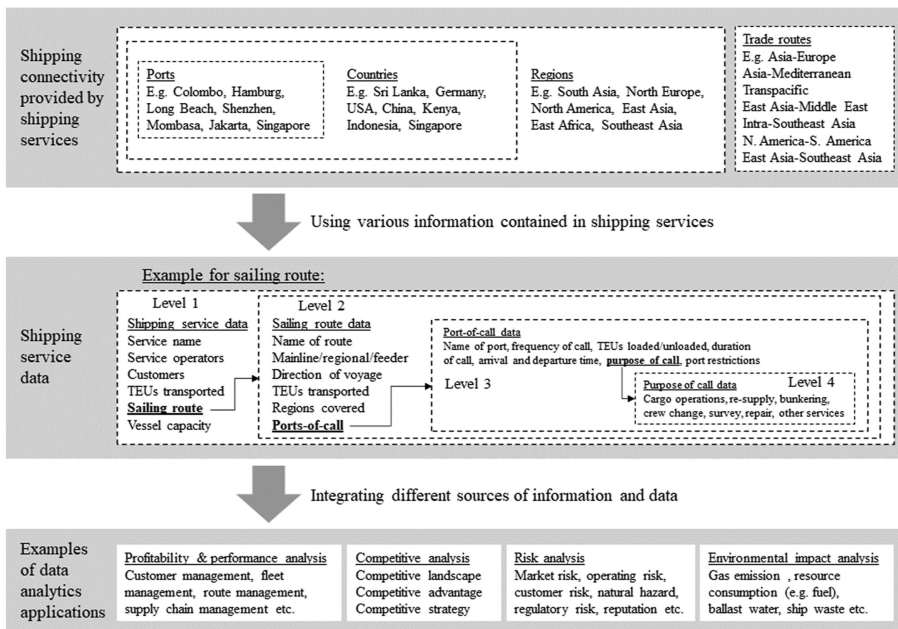 Shipping
connectivity
provided by
shipping
services
Ports
E.g. Colombo, Hamburg,
Long Beach, Shenzhen,
Mombasa, Jakarta, Singapore
Countries
E.g. Sri Lanka, Germany,
USA, China, Kenya,
Indonesia, Singapore
Regions
E.g. South Asia, North Europe,
North America, East Asia,
East Africa, Southeast Asia
Trade routes
E.g. Asia-Europe
Asia-Mediterranean
Transpacific
East Asia-Middle East
Intra-Southeast Asia
N. America-S. America
East Asia-Southeast Asia
Using various information contained in shipping services
Shipping
service
data
Example for sailing route:
Level 1
Shipping service data
Service name
Service operators
Customers
TEUs transported
Sailing route
Vessel capacity
Level 2
Sailing route data
Name of route
Mainline/regional/feeder
Direction of voyage
TEUs transported
Regions covered
Ports-of-call
Port-of-call data
Name of port, frequency of call, TEUs loaded/unloaded, duration
of call, arrival and departure time, purpose of call, port restrictions
Level 3
Level 4
Purpose of call data
Cargo operations, re-supply, bunkering,
crew change, survey, repair, other services
Integrating different sources of information and data
Examples
of data
analytics
applications
Profitability & performance analysis
Customer management, fleet
management, route management,
supply chain management etc.
Competitive analysis
Competitive landscape
Competitive advantage
Competitive strategy
Risk analysis
Market risk, operating risk,
customer risk, natural hazard,
regulatory risk, reputation etc.
Environmental impact analysis
Gas emission , resource
consumption (e.g. fuel),
ballast water, ship waste etc.